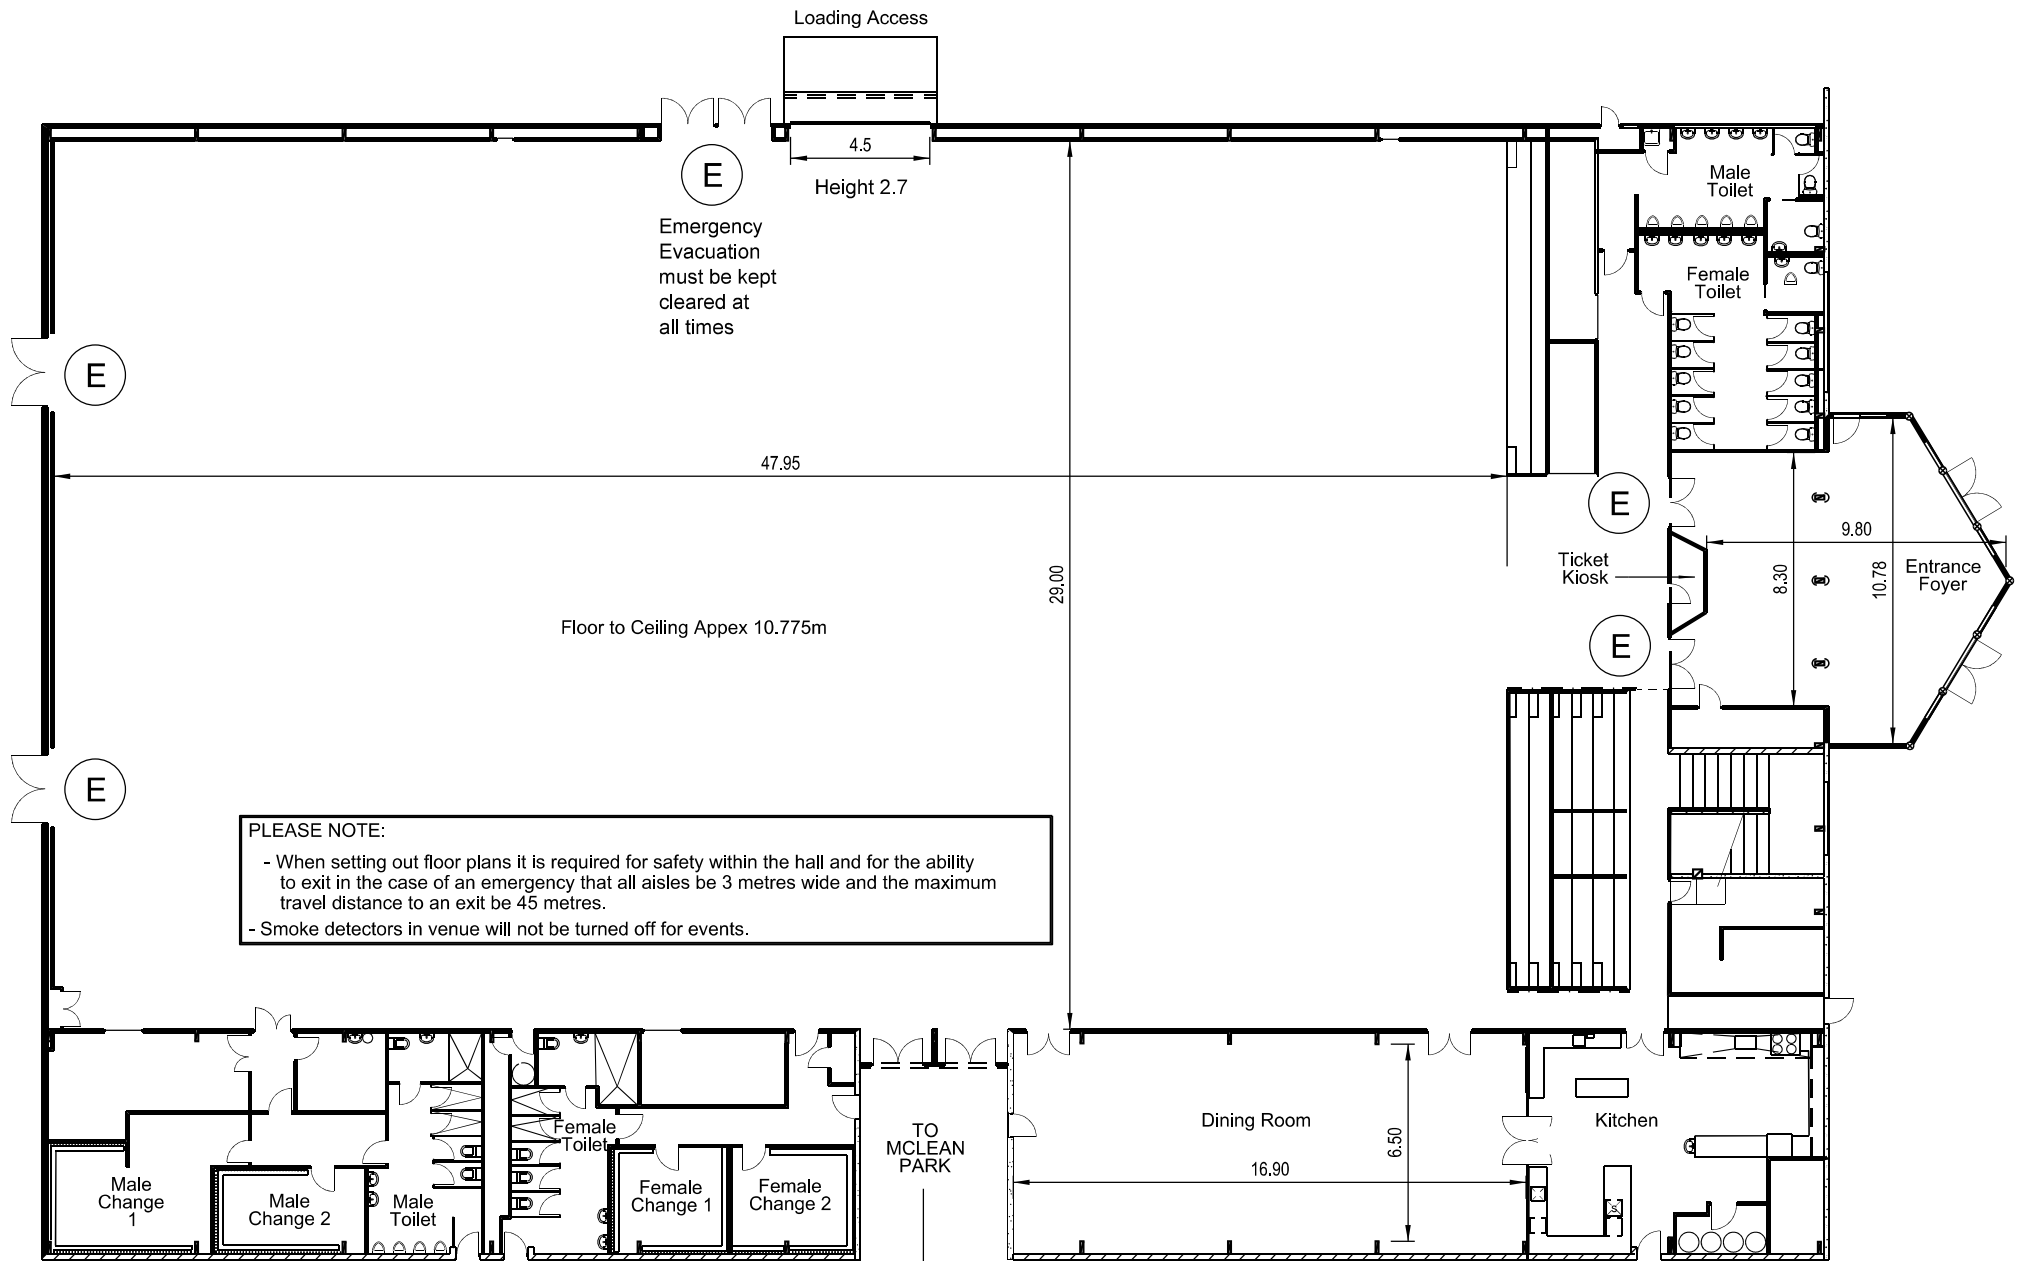 Loading Access
4.5
Height 2.7
E
Emergency
Evacuation
must be kept
cleared at
all times
Male
Toilet
Female
Toilet
E
47.95
E
9.80
Ticket
Kiosk
29.00
8.30
10.78
Entrance
Foyer
Floor to Ceiling Appex 10.775m
E
E
PLEASE NOTE:
- When setting out floor plans it is required for safety within the hall and for the ability
to exit in the case of an emergency that all aisles be 3 metres wide and the maximum
travel distance to an exit be 45 metres.
- Smoke detectors in venue will not be turned off for events.
Male
Change
1
Male
Change 2
Male
Toilet
Female
Toilet
Female
Change 1
Female
Change 2
TO
MCLEAN
PARK
Dining Room
16.90
6.50
Kitchen